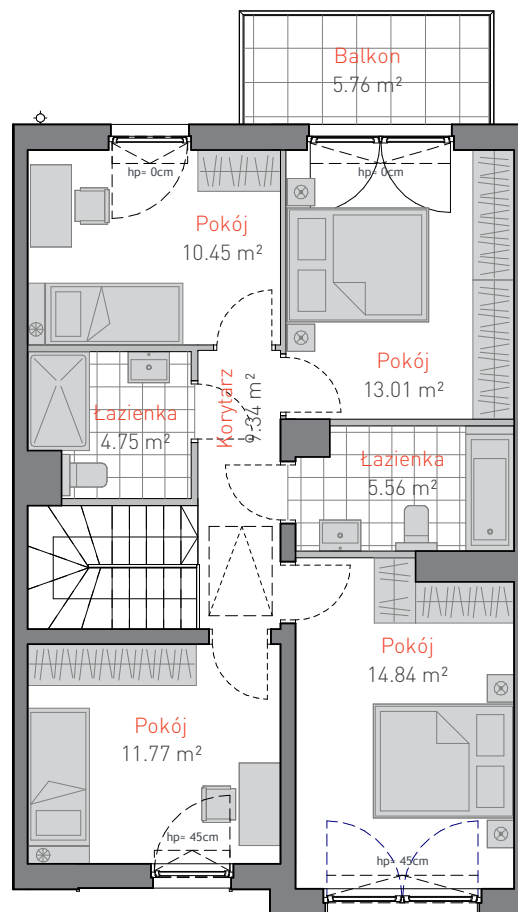 Balkon
5.76 m²
hp= 0cm
hp= 0cm
Pokój
10.45 m²
Pokój
13.01 m²
Korytarz
9.34 m²
Łazienka
4.75 m²
Łazienka
5.56 m²
Pokój
14.84 m²
Pokój
11.77 m²
hp= 45cm
hp= 45cm